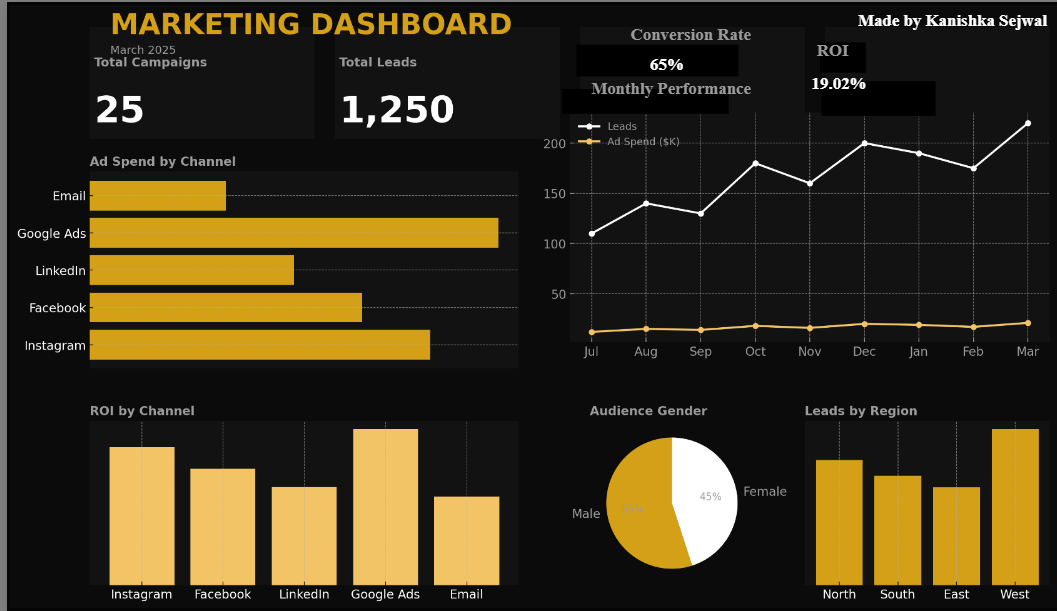 MARKETING DASHBOARD
Made by Kanishka Sejwal
March 2025
Total Campaigns
25
Total Leads
1,250
Conversion Rate
65%
ROI
19.02%
Monthly Performance
Leads
Ad Spend ($K)
200
150
100
50
Jul Aug Sep Oct Nov Dec Jan Feb Mar
Ad Spend by Channel
Email
Google Ads
LinkedIn
Facebook
Instagram
ROI by Channel
Instagram Facebook LinkedIn Google Ads Email
Audience Gender
Male
45%
Female
Leads by Region
North South East West